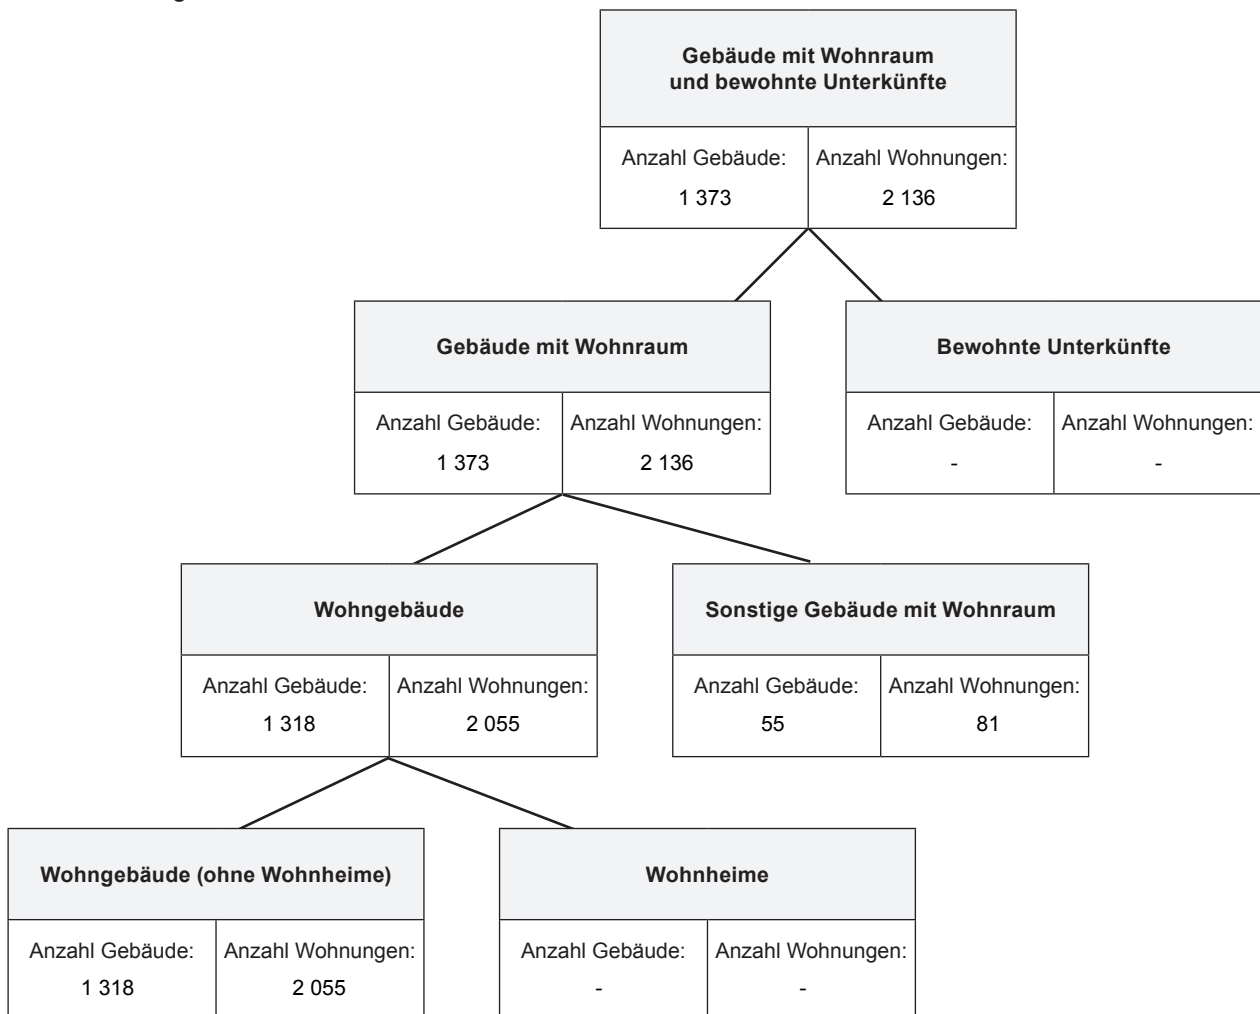 Gebäude mit Wohnraum
und bewohnte Unterkünfte
Anzahl Gebäude: Anzahl Wohnungen:
1 373 2 136
Gebäude mit Wohnraum
Anzahl Gebäude: Anzahl Wohnungen:
1 373 2 136
Bewohnte Unterkünfte
Anzahl Gebäude: Anzahl Wohnungen:
- -
Wohngebäude
Anzahl Gebäude: Anzahl Wohnungen:
1 318 2 055
Sonstige Gebäude mit Wohnraum
Anzahl Gebäude: Anzahl Wohnungen:
55 81
Wohngebäude (ohne Wohnheime)
Anzahl Gebäude: Anzahl Wohnungen:
1 318 2 055
Wohnheime
Anzahl Gebäude: Anzahl Wohnungen:
- -